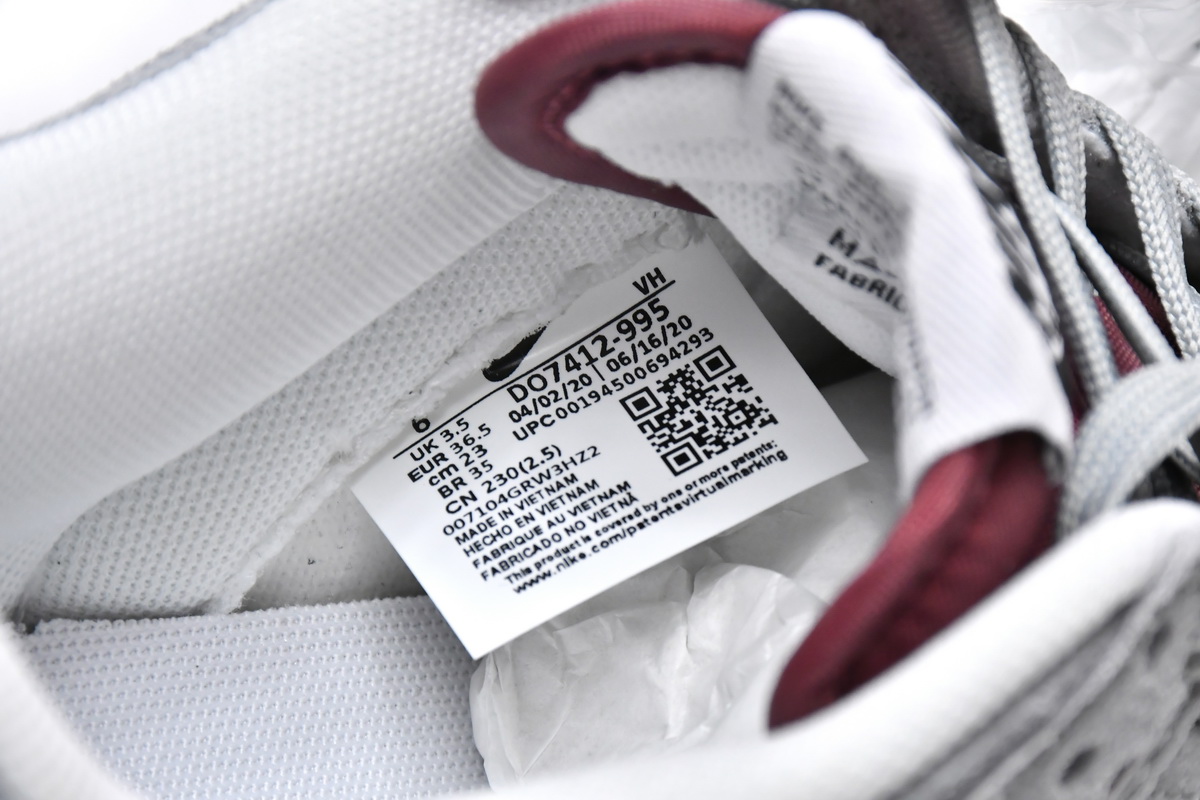 VH
6
DO7412-995
UK 3.5
04/02/20 06/16/20
EUR 36.5
UPC 00194500694293
cm 23
BR 35
CN 230(2.5)
007104GRW3HZ2
MADE IN VIETNAM
HECHO EN VIETNAM
FABRIQUE AU VIETNAM
FABRICADO NO VIETNÃ
This product is covered by one or more patents:
www.nike.com/patentsvirtualmarking